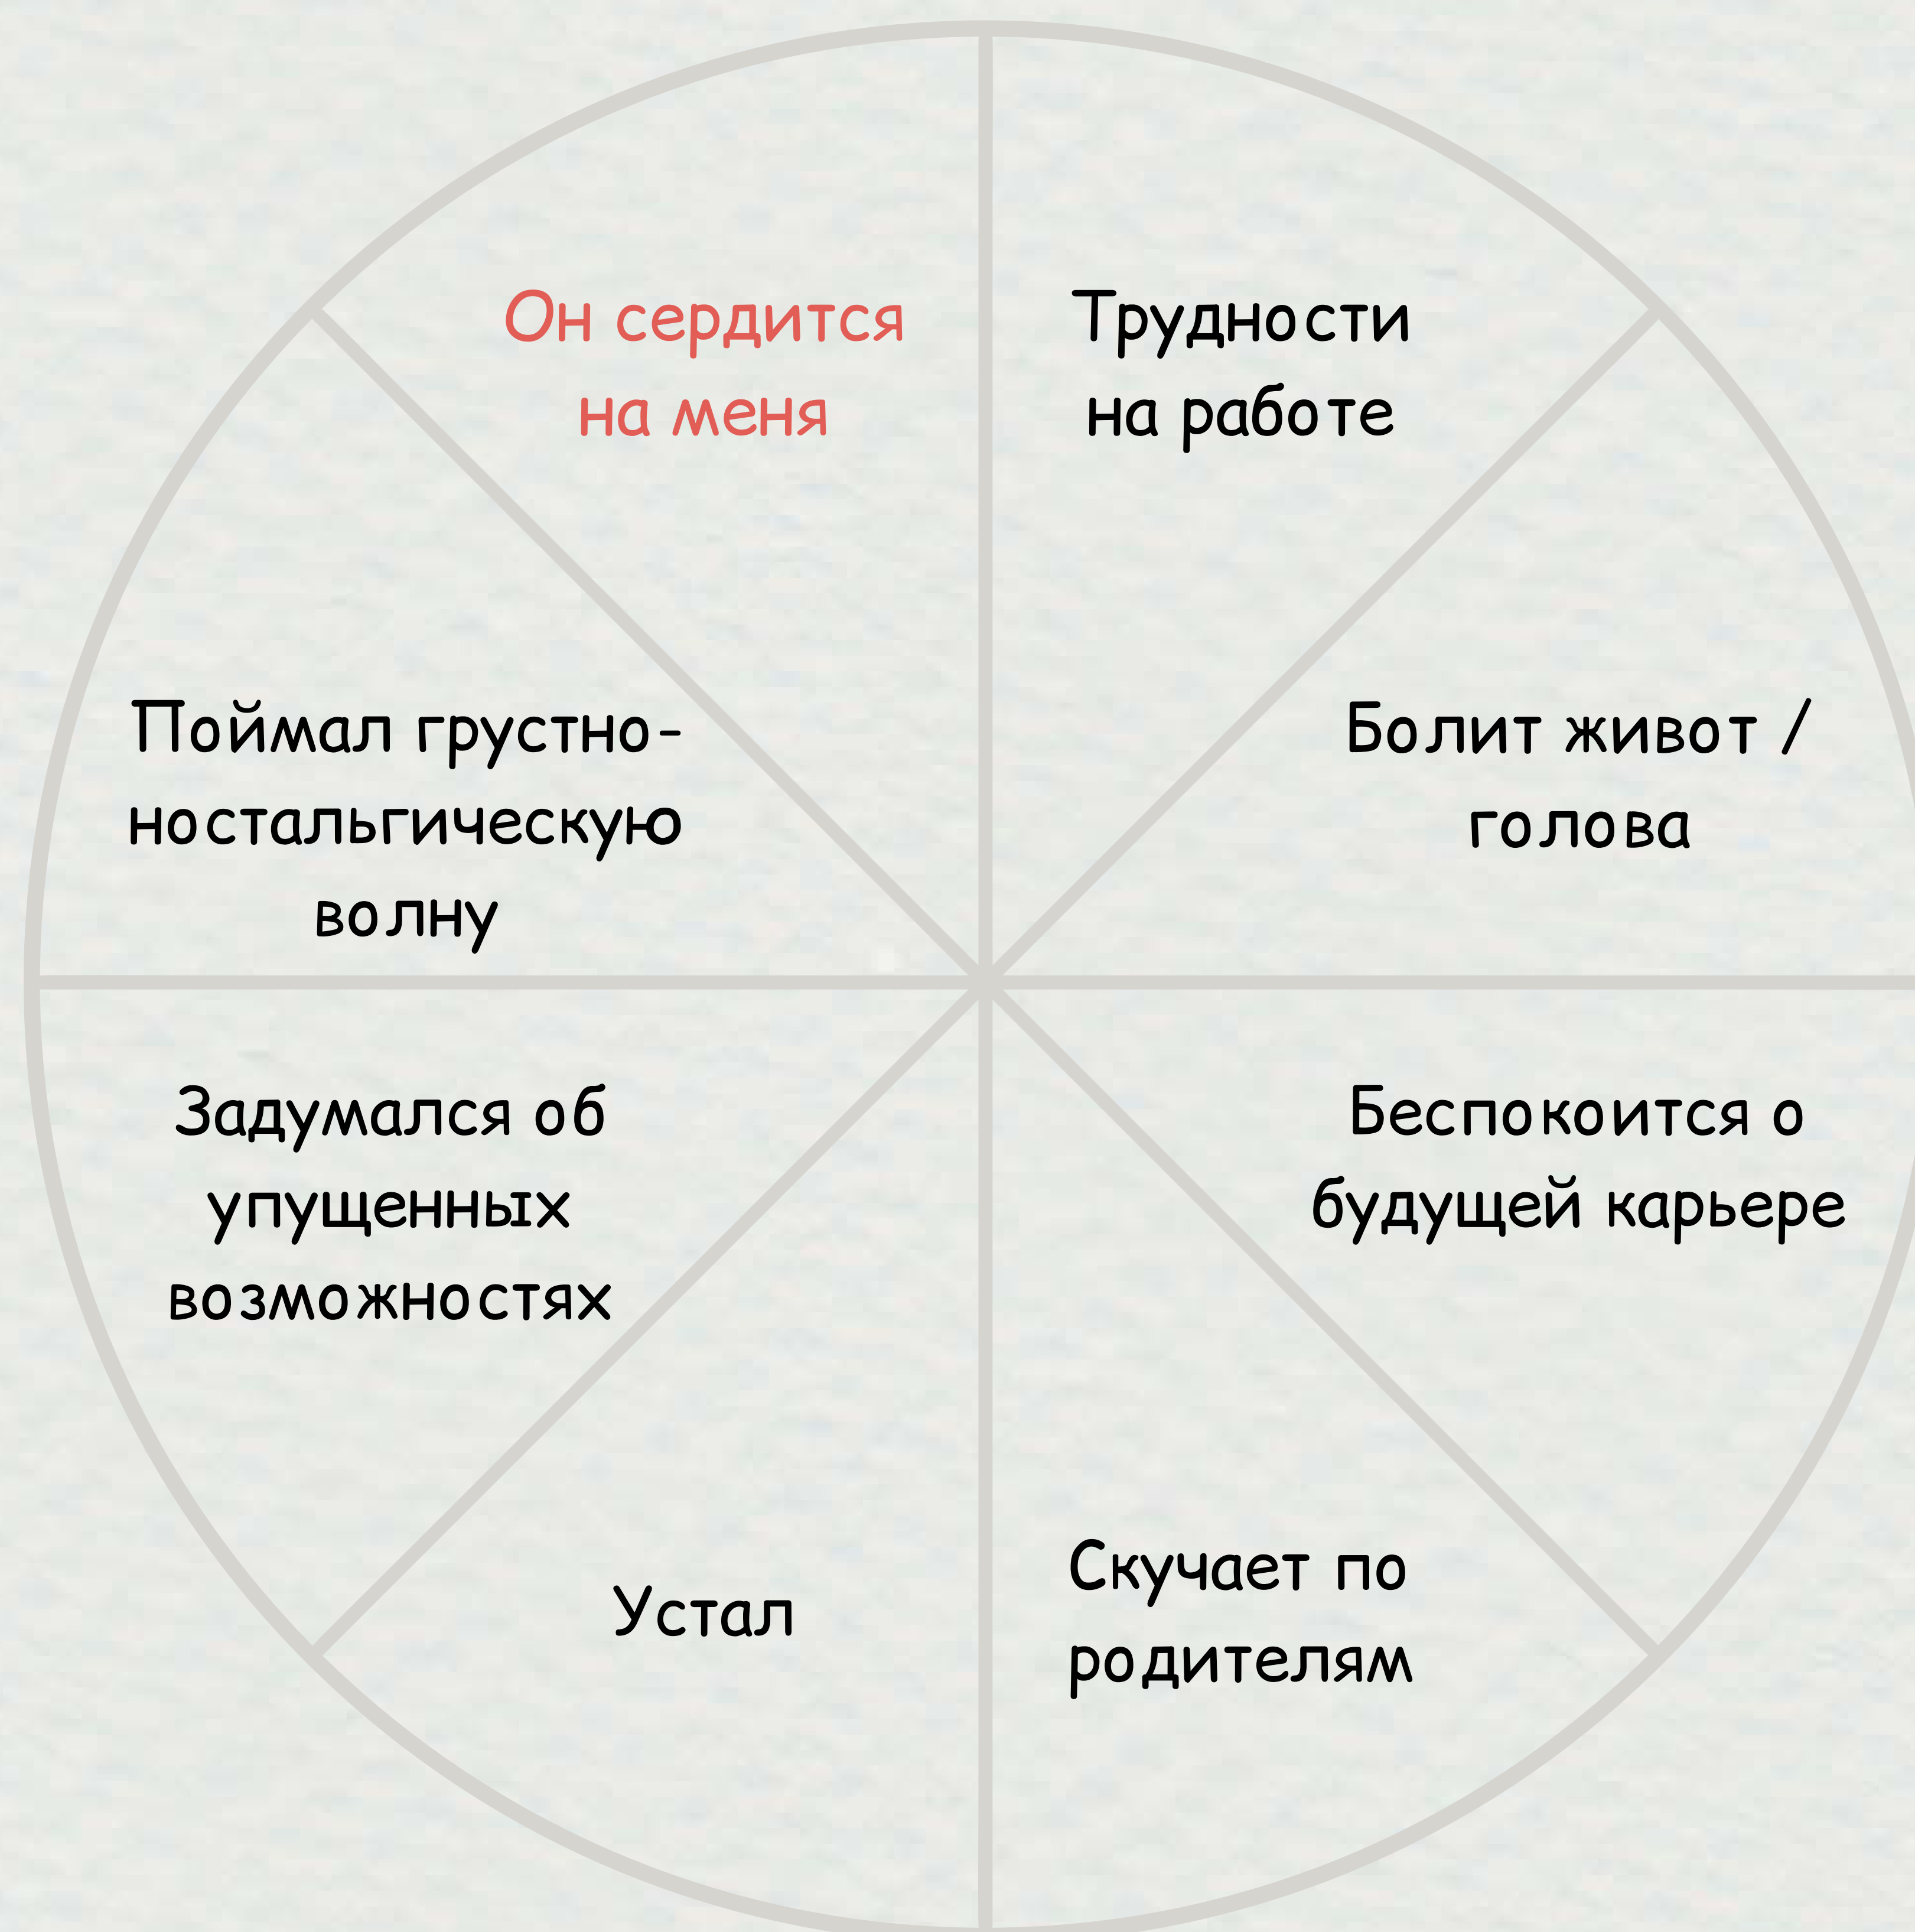 Он сердится
на меня
Трудности
на работе
Поймал грустно-
ностальгическую
волну
Болит живот /
голова
Задумался об
упущенных
возможностях
Беспокоится о
будущей карьере
Устал
Скучает по
родителям